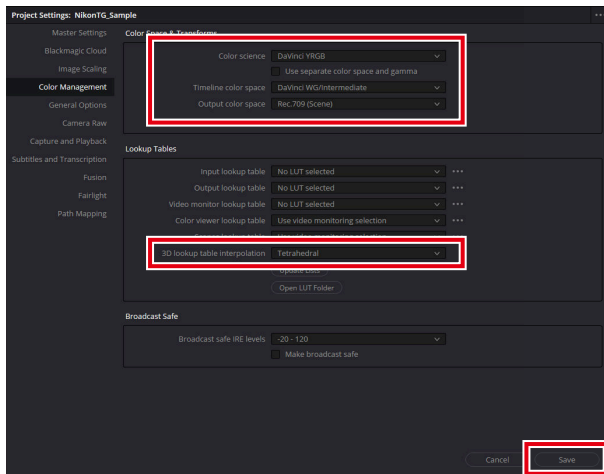 Project Settings: NikonTG_Sample
Master Settings
Blackmagic Cloud
Image Scaling
Color Management
General Options
Camera Raw
Capture and Playback
Subtitles and Transcription
Fusion
Fairlight
Path Mapping
Color Space & Transforms
Color science DaVinci YRGB
Use separate color space and gamma
Timeline color space DaVinci WG/Intermediate
Output color space Rec.709 (Scene)
Lookup Tables
Input lookup table No LUT selected
Output lookup table No LUT selected
Video monitor lookup table No LUT selected
Color viewer lookup table Use video monitoring selection
3D lookup table interpolation Tetrahedral
Update Lists
Open LUT Folder
Broadcast Safe
Broadcast safe IRE levels -20 - 120
Make broadcast safe
Cancel Save